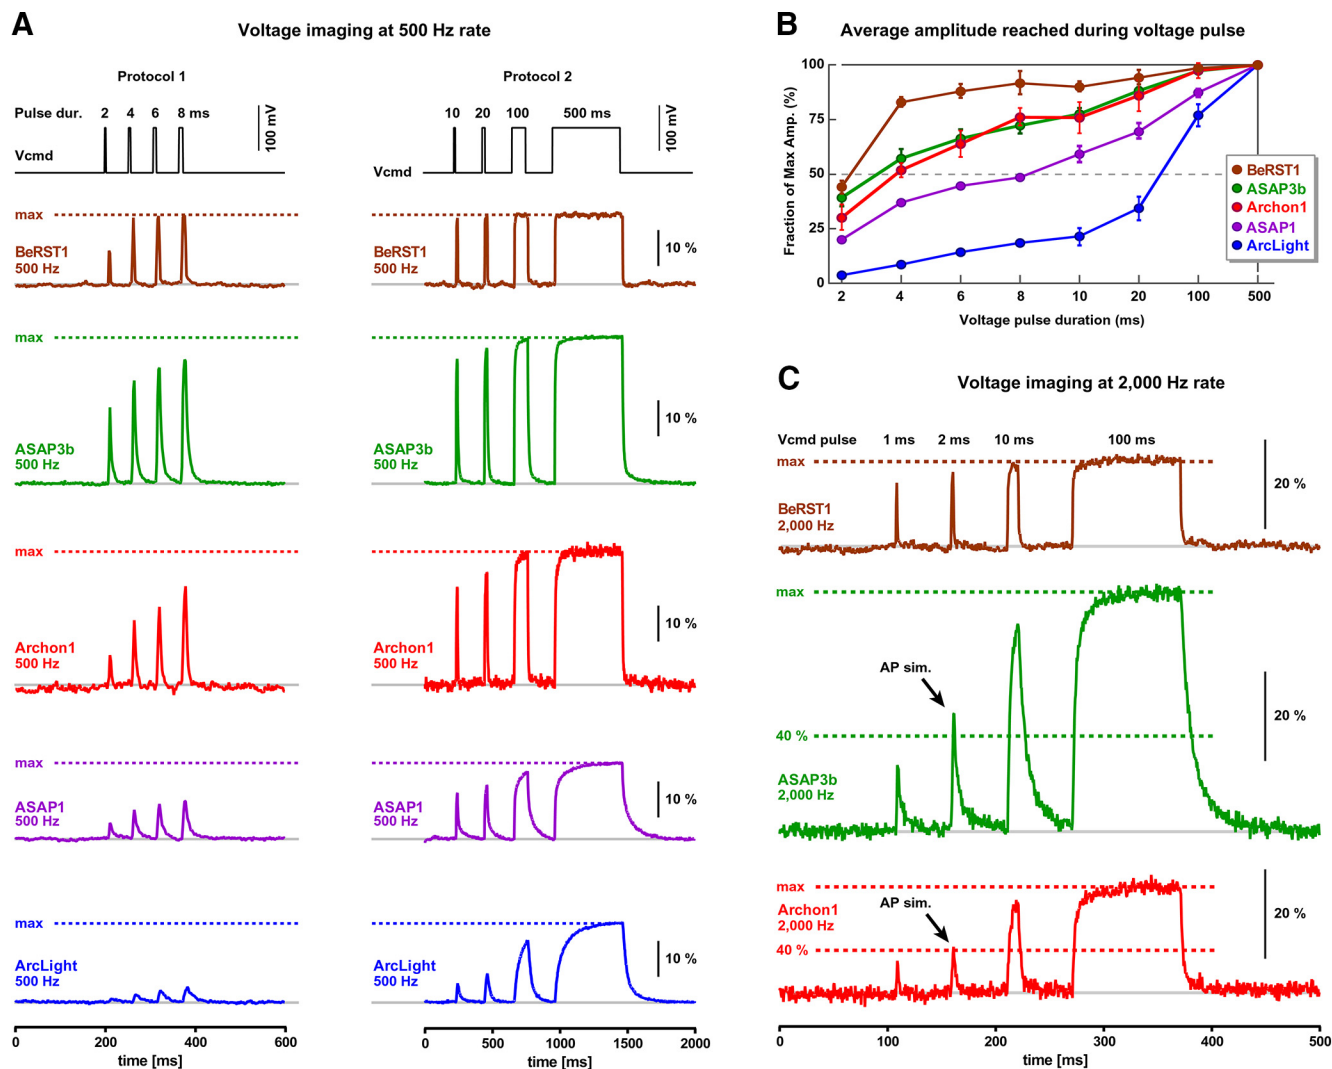 A
Voltage imaging at 500 Hz rate
Protocol 1
Pulse dur. 2 4 6 8 ms
100 mV
Vcmd
Protocol 2
10 20 100 500 ms
100 mV
Vcmd
max
BeRST1
500 Hz
BeRST1
500 Hz
10 %
max
ASAP3b
500 Hz
ASAP3b
500 Hz
10 %
max
Archon1
500 Hz
Archon1
500 Hz
10 %
max
ASAP1
500 Hz
ASAP1
500 Hz
10 %
max
ArcLight
500 Hz
ArcLight
500 Hz
10 %
0 200 400 600
time [ms]
0 500 1000 1500 2000
time [ms]
B
Average amplitude reached during voltage pulse
Fraction of Max Amp. (%)
100
75
50
25
0
2 4 6 8 10 20 100 500
Voltage pulse duration (ms)
BeRST1
ASAP3b
Archon1
ASAP1
ArcLight
C
Voltage imaging at 2,000 Hz rate
Vcmd pulse 1 ms 2 ms 10 ms 100 ms
max
20 %
BeRST1
2,000 Hz
max
AP sim.
20 %
40 %
ASAP3b
2,000 Hz
max
AP sim.
Archon1
2,000 Hz
20 %
40 %
0 100 200 300 400 500
time [ms]